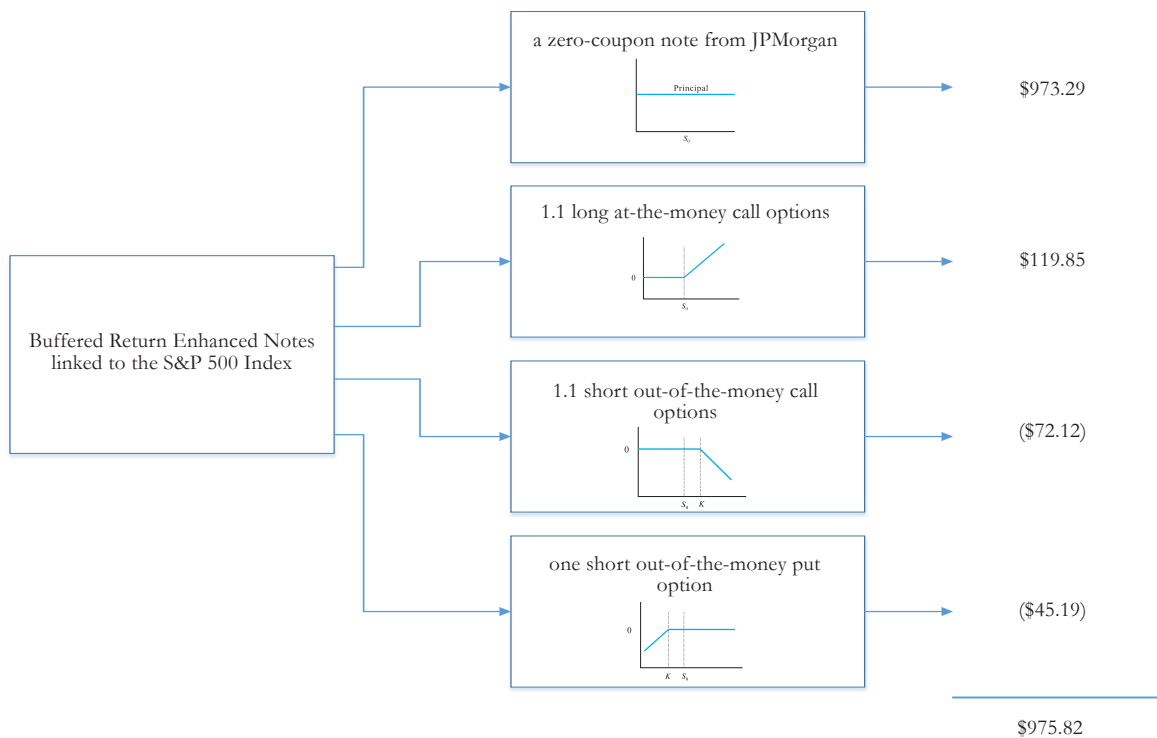 a zero-coupon note from JPMorgan
Principal
S₀
$973.29
1.1 long at-the-money call options
0
S₀
$119.85
Buffered Return Enhanced Notes
linked to the S&P 500 Index
1.1 short out-of-the-money call
options
0
S₀ K
($72.12)
one short out-of-the-money put
option
0
K S₀
($45.19)
$975.82